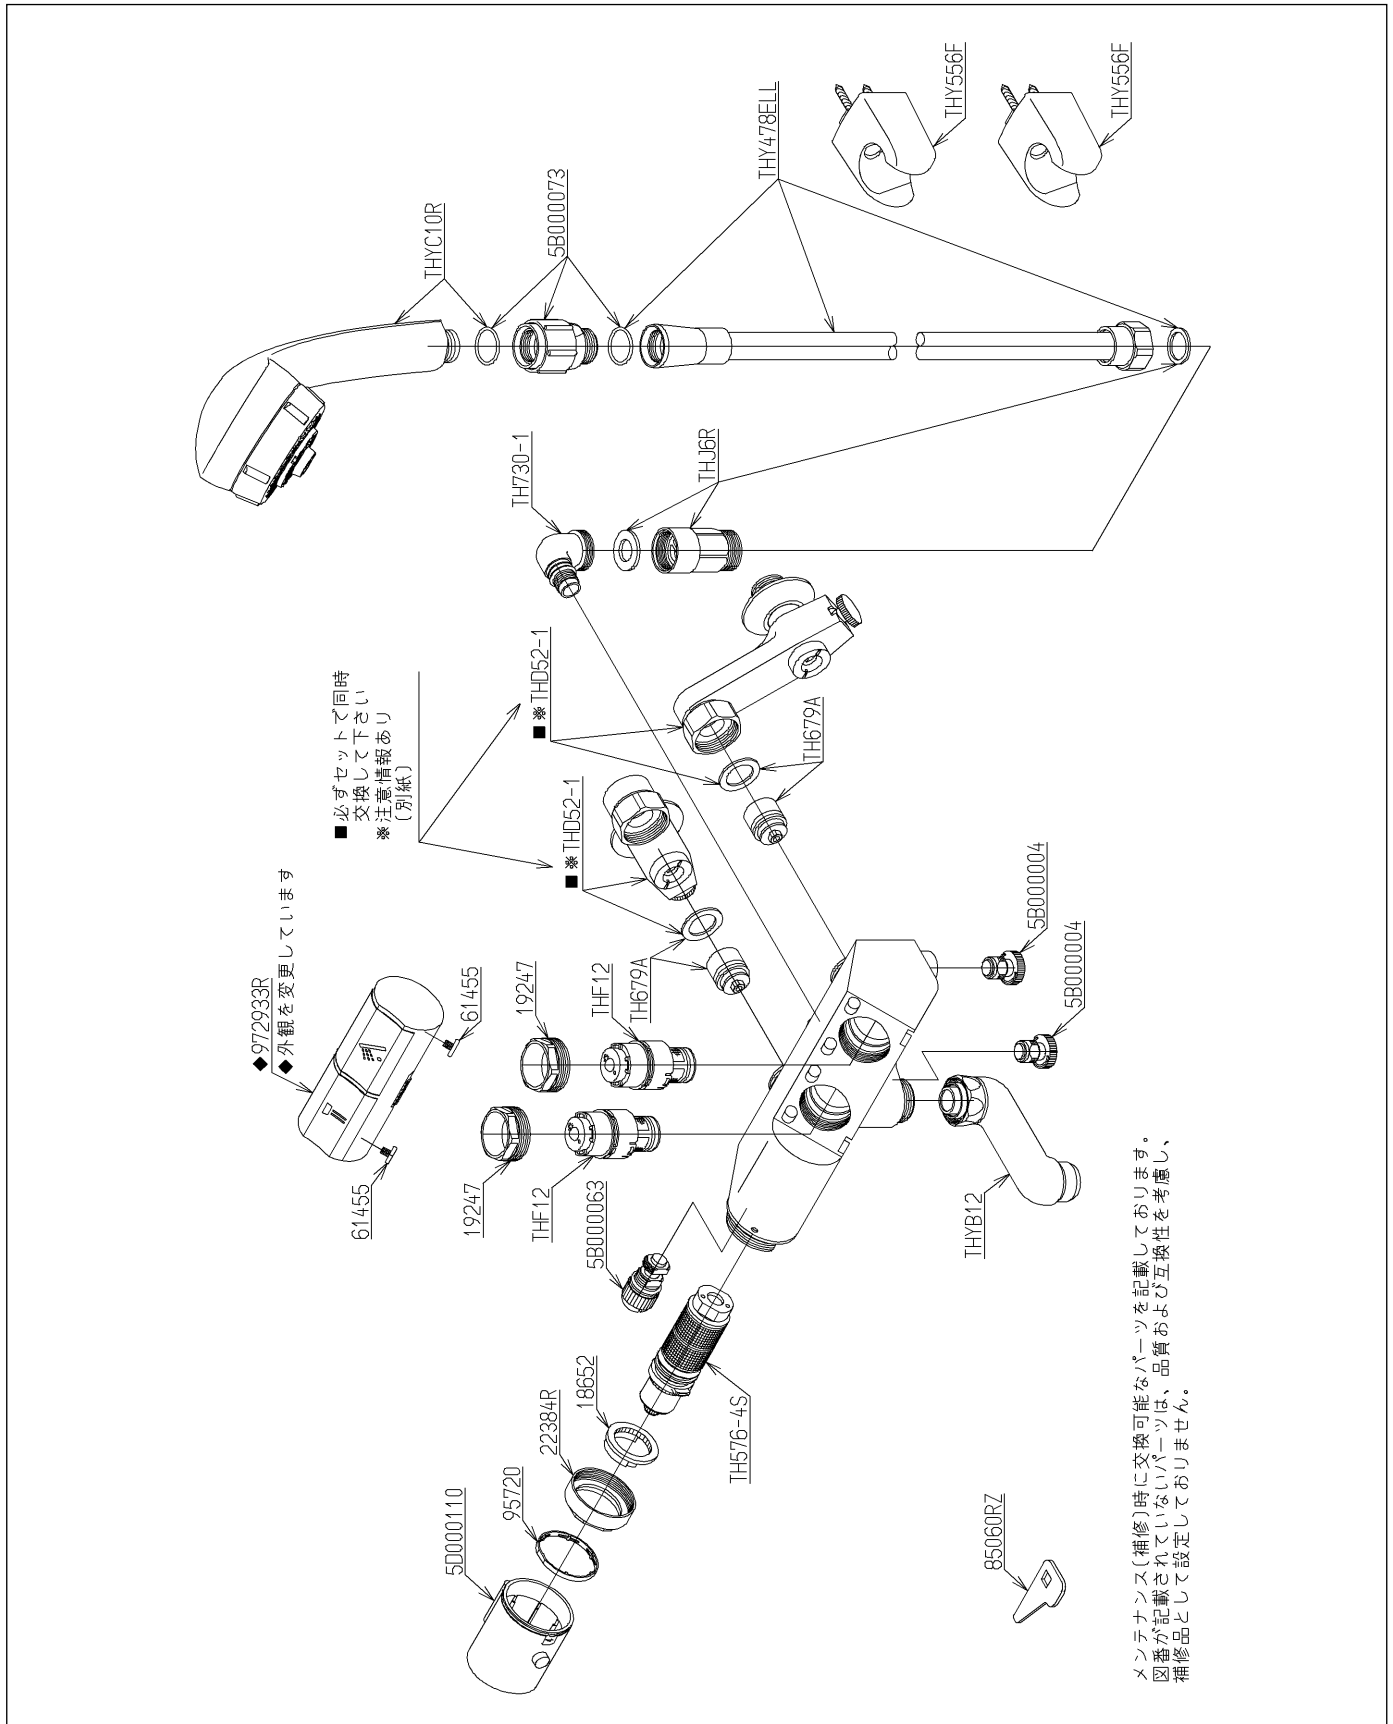 THYC10R
5B000073
THY478ELL
THY556F
THY556F
TH730-1
THJ6R
■必ずセットで同時
交換して下さい
※注意情報あり
(別紙)
■※THD52-1
■※THD52-1
TH679A
TH679A
◆972933R
◆外観を変更しています
61455
61455
19247
19247
THF12
THF12
5B000063
5B000004
5B000004
THYB12
5D000110
95720
22384R
18652
TH576-4S
85060RZ
メンテナンス(補修)時に交換可能なパーツを記載しております。
図番が記載されていないパーツは、品質および互換性を考慮し、
補修品として設定しておりません。